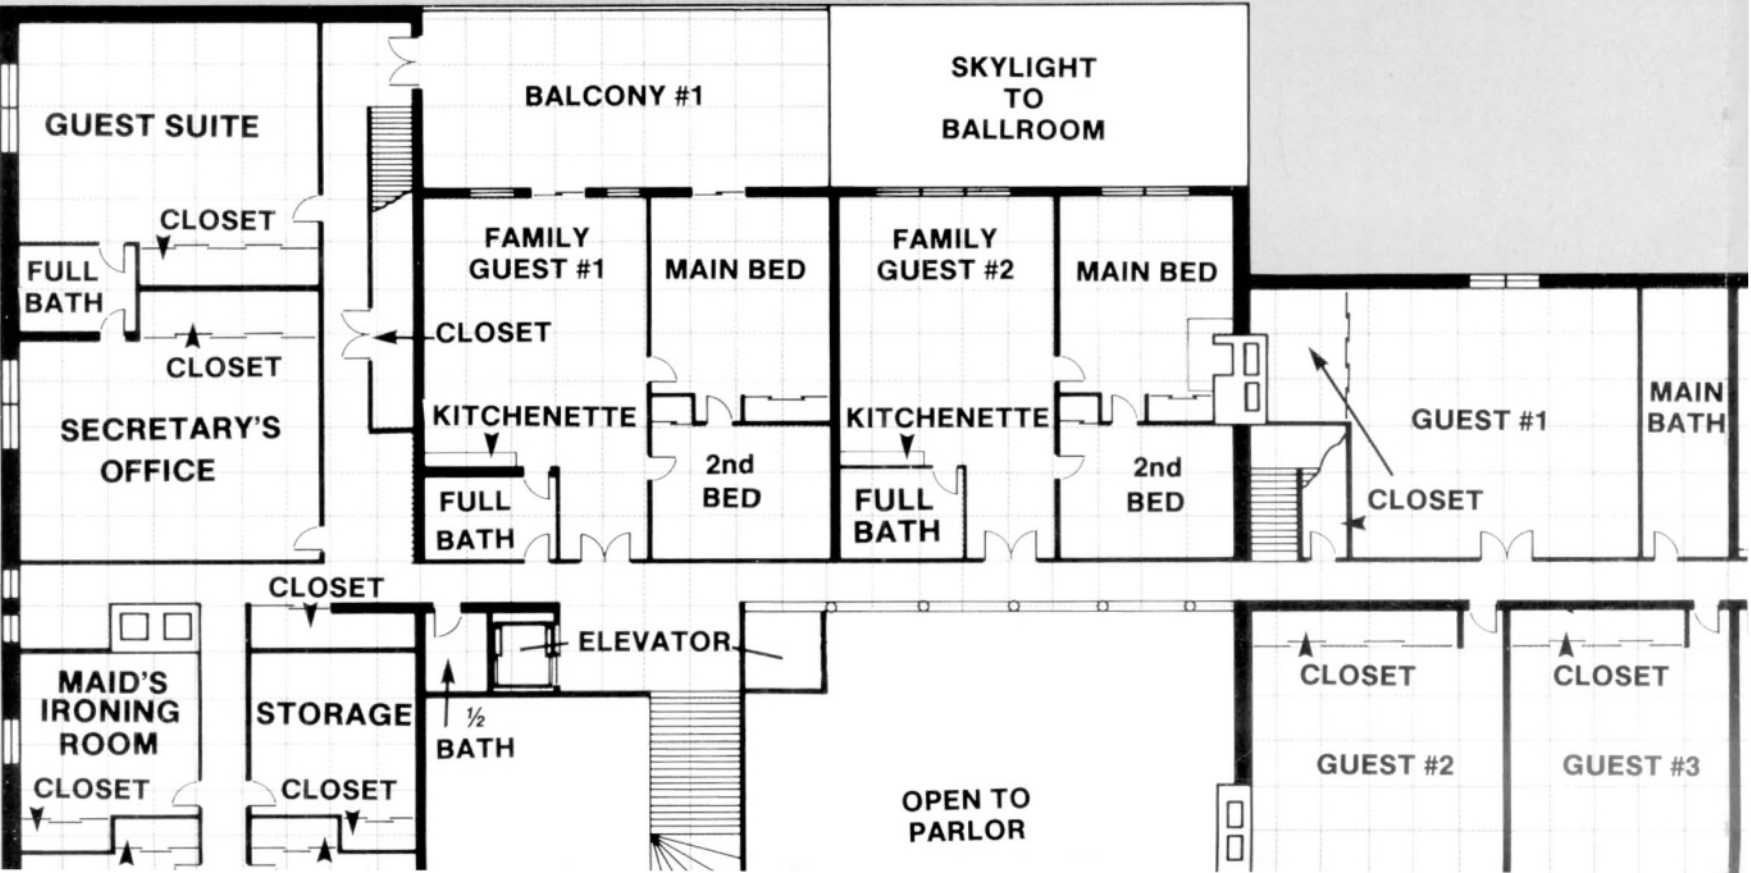 GUEST SUITE
CLOSET
FULL
BATH
CLOSET
SECRETARY'S
OFFICE
BALCONY #1
SKYLIGHT
TO
BALLROOM
FAMILY
GUEST #1
MAIN BED
CLOSET
KITCHENETTE
2nd
BED
FULL
BATH
FAMILY
GUEST #2
MAIN BED
KITCHENETTE
2nd
BED
FULL
BATH
GUEST #1
MAIN
BATH
CLOSET
CLOSET
ELEVATOR
MAID'S
IRONING
ROOM
CLOSET
STORAGE
CLOSET
½
BATH
OPEN TO
PARLOR
CLOSET
GUEST #2
CLOSET
GUEST #3